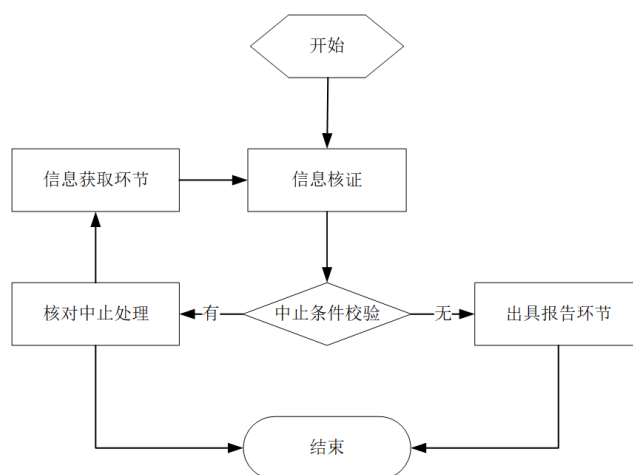 开始
信息获取环节
信息核证
核对中止处理
有
中止条件校验
无
出具报告环节
结束